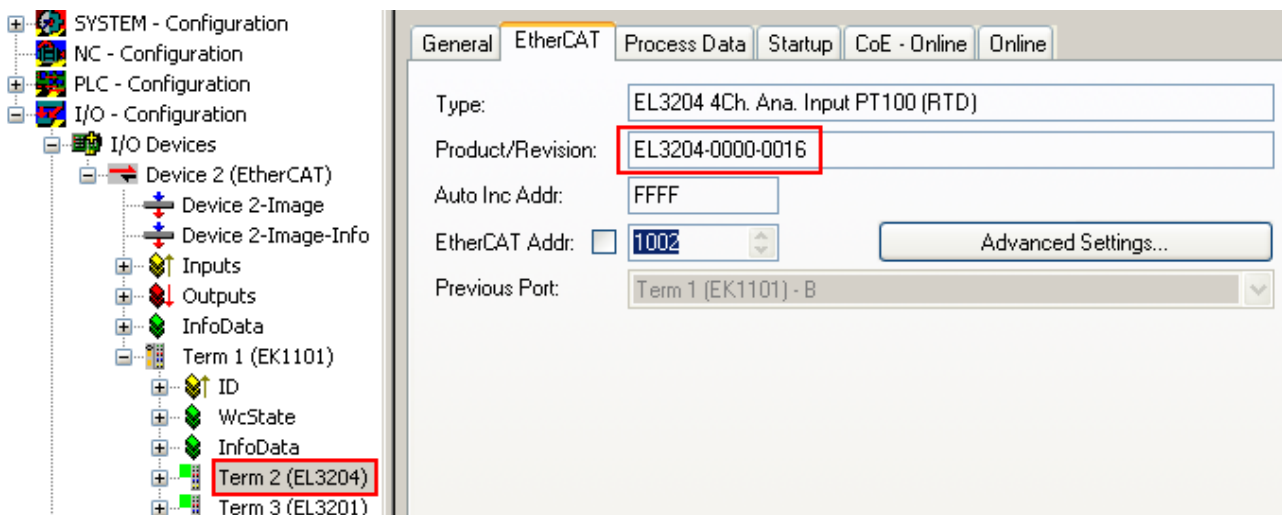 SYSTEM - Configuration
NC - Configuration
PLC - Configuration
I/O - Configuration
I/O Devices
Device 2 (EtherCAT)
Device 2-Image
Device 2-Image-Info
Inputs
Outputs
InfoData
Term 1 (EK1101)
ID
WcState
InfoData
Term 2 (EL3204)
Term 3 (EL3201)
General EtherCAT Process Data Startup CoE - Online Online
Type: EL3204 4Ch. Ana. Input PT100 (RTD)
Product/Revision: EL3204-0000-0016
Auto Inc Addr: FFFF
EtherCAT Addr: 1002 Advanced Settings...
Previous Port: Term 1 (EK1101) - B